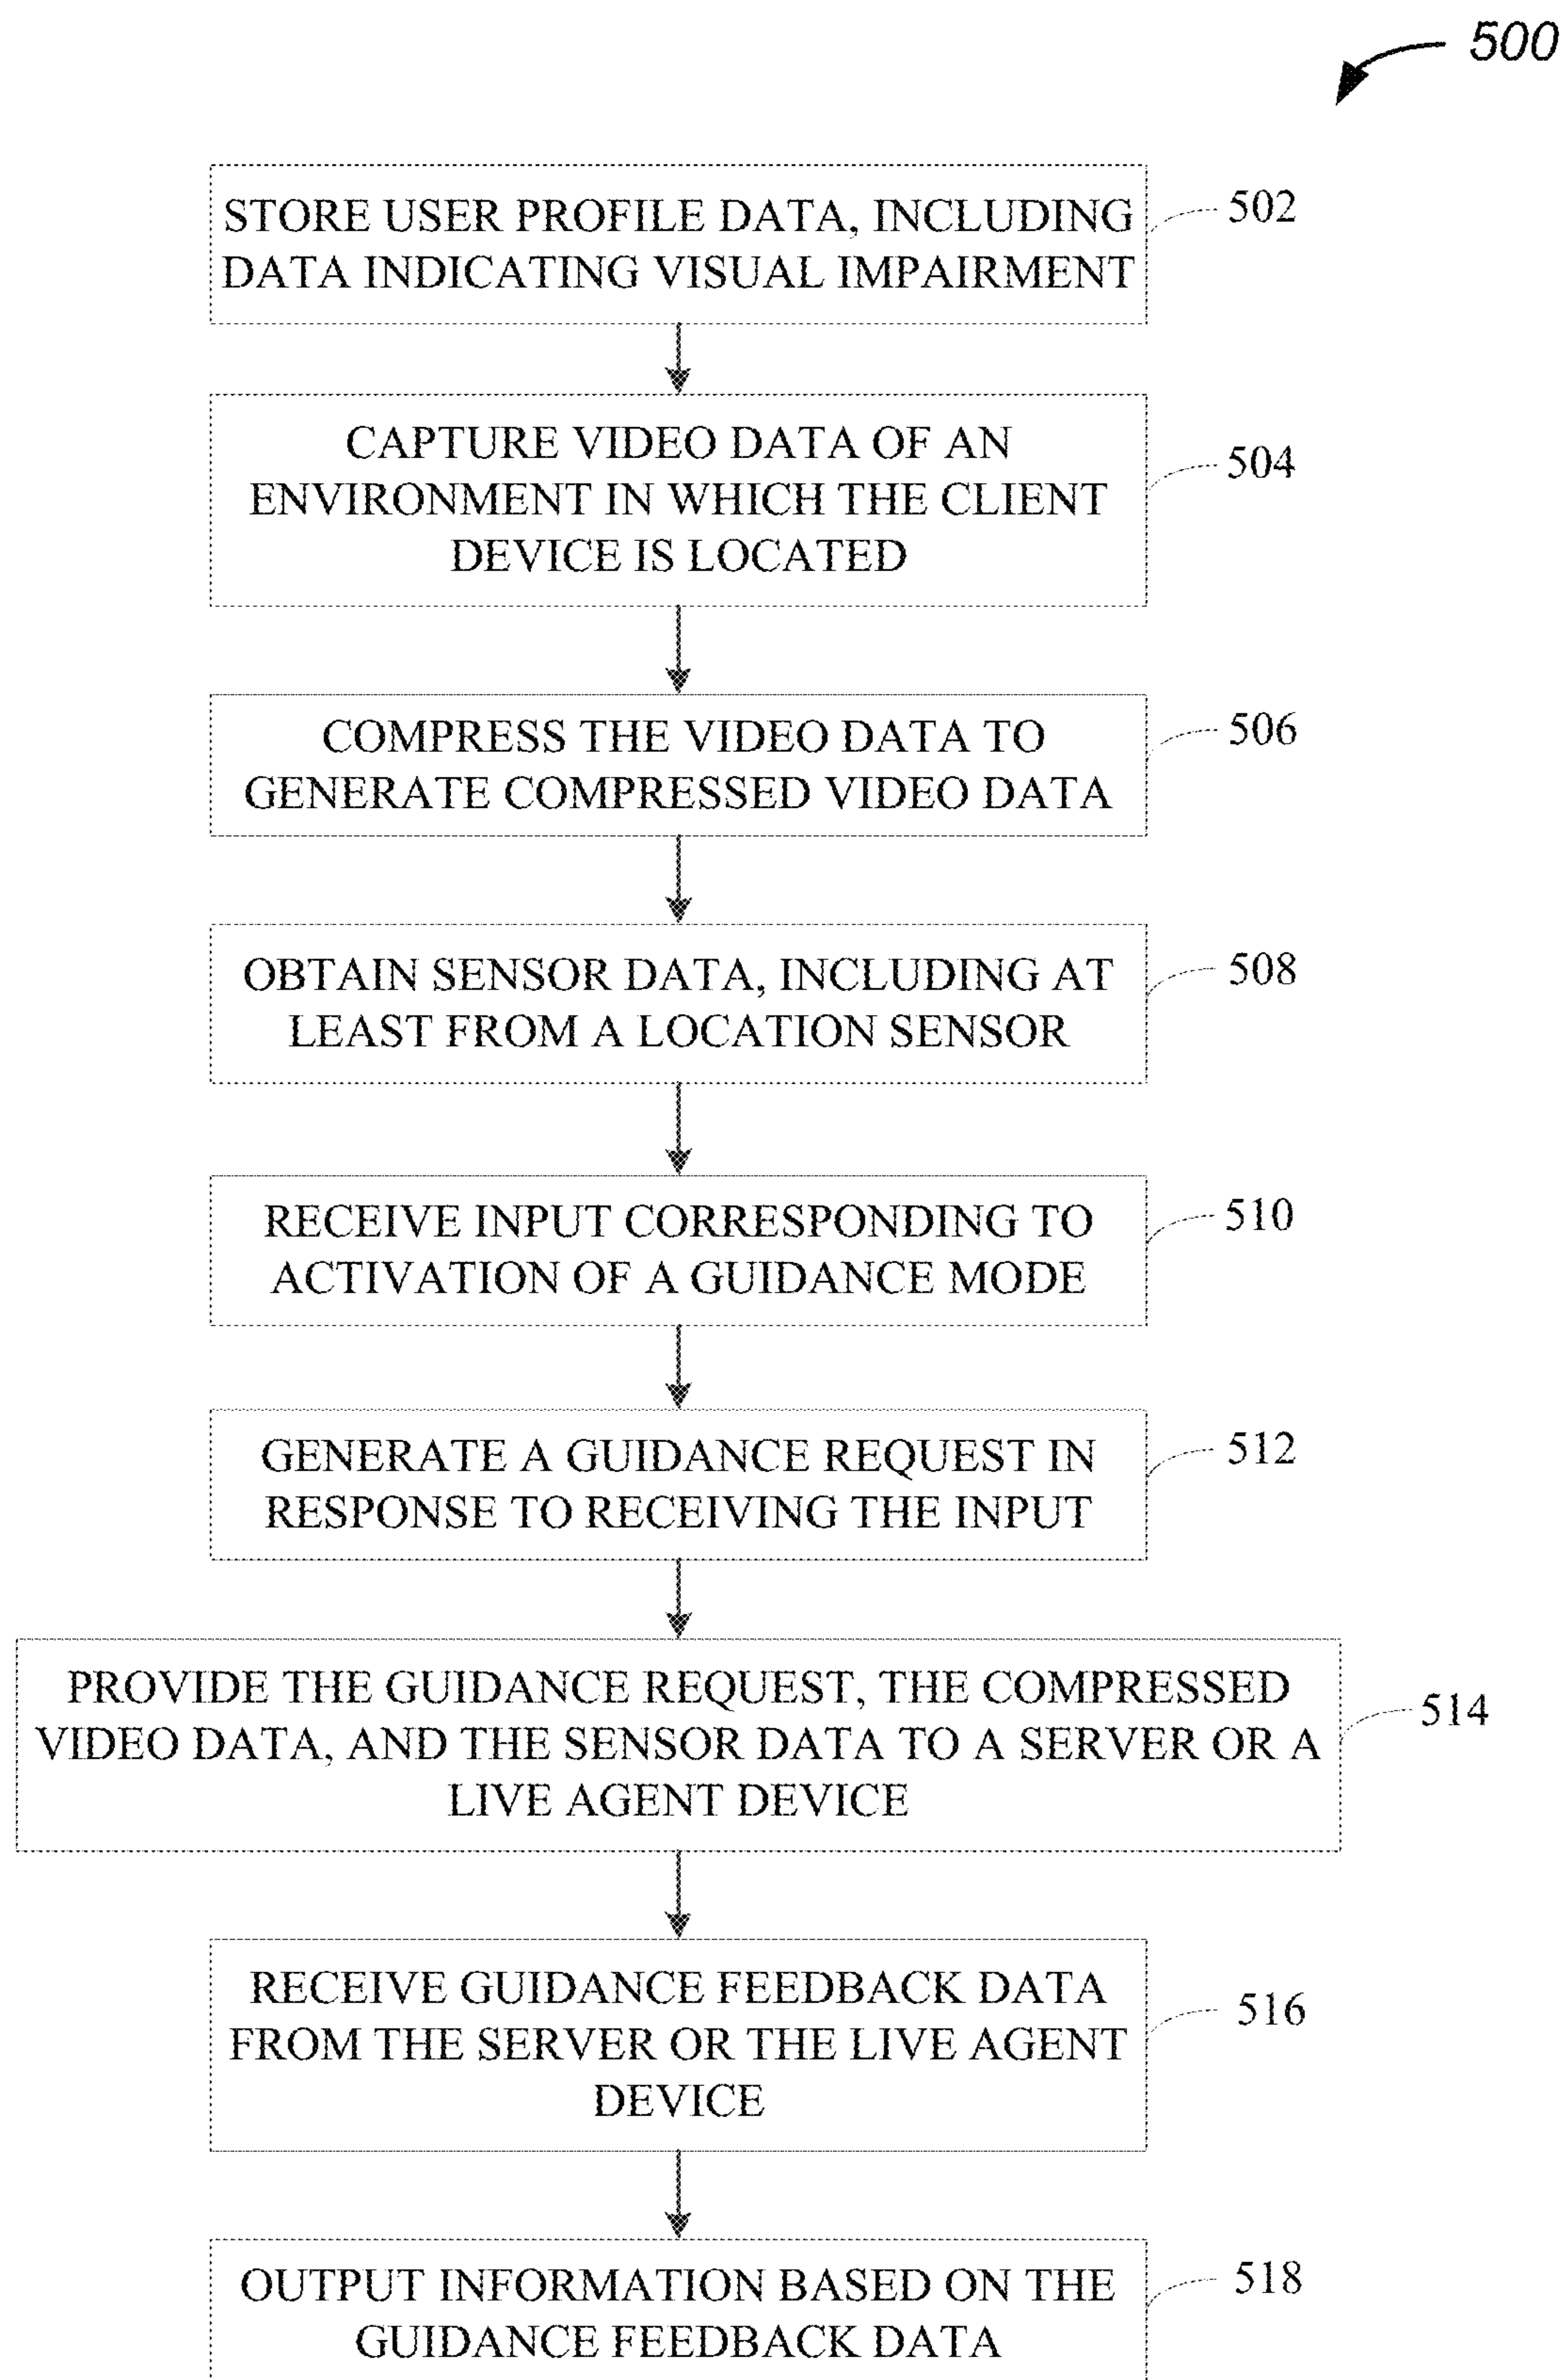 500
STORE USER PROFILE DATA, INCLUDING
DATA INDICATING VISUAL IMPAIRMENT
502
CAPTURE VIDEO DATA OF AN
ENVIRONMENT IN WHICH THE CLIENT
DEVICE IS LOCATED
504
COMPRESS THE VIDEO DATA TO
GENERATE COMPRESSED VIDEO DATA
506
OBTAIN SENSOR DATA, INCLUDING AT
LEAST FROM A LOCATION SENSOR
508
RECEIVE INPUT CORRESPONDING TO
ACTIVATION OF A GUIDANCE MODE
510
GENERATE A GUIDANCE REQUEST IN
RESPONSE TO RECEIVING THE INPUT
512
PROVIDE THE GUIDANCE REQUEST, THE COMPRESSED
VIDEO DATA, AND THE SENSOR DATA TO A SERVER OR A
LIVE AGENT DEVICE
514
RECEIVE GUIDANCE FEEDBACK DATA
FROM THE SERVER OR THE LIVE AGENT
DEVICE
516
OUTPUT INFORMATION BASED ON THE
GUIDANCE FEEDBACK DATA
518